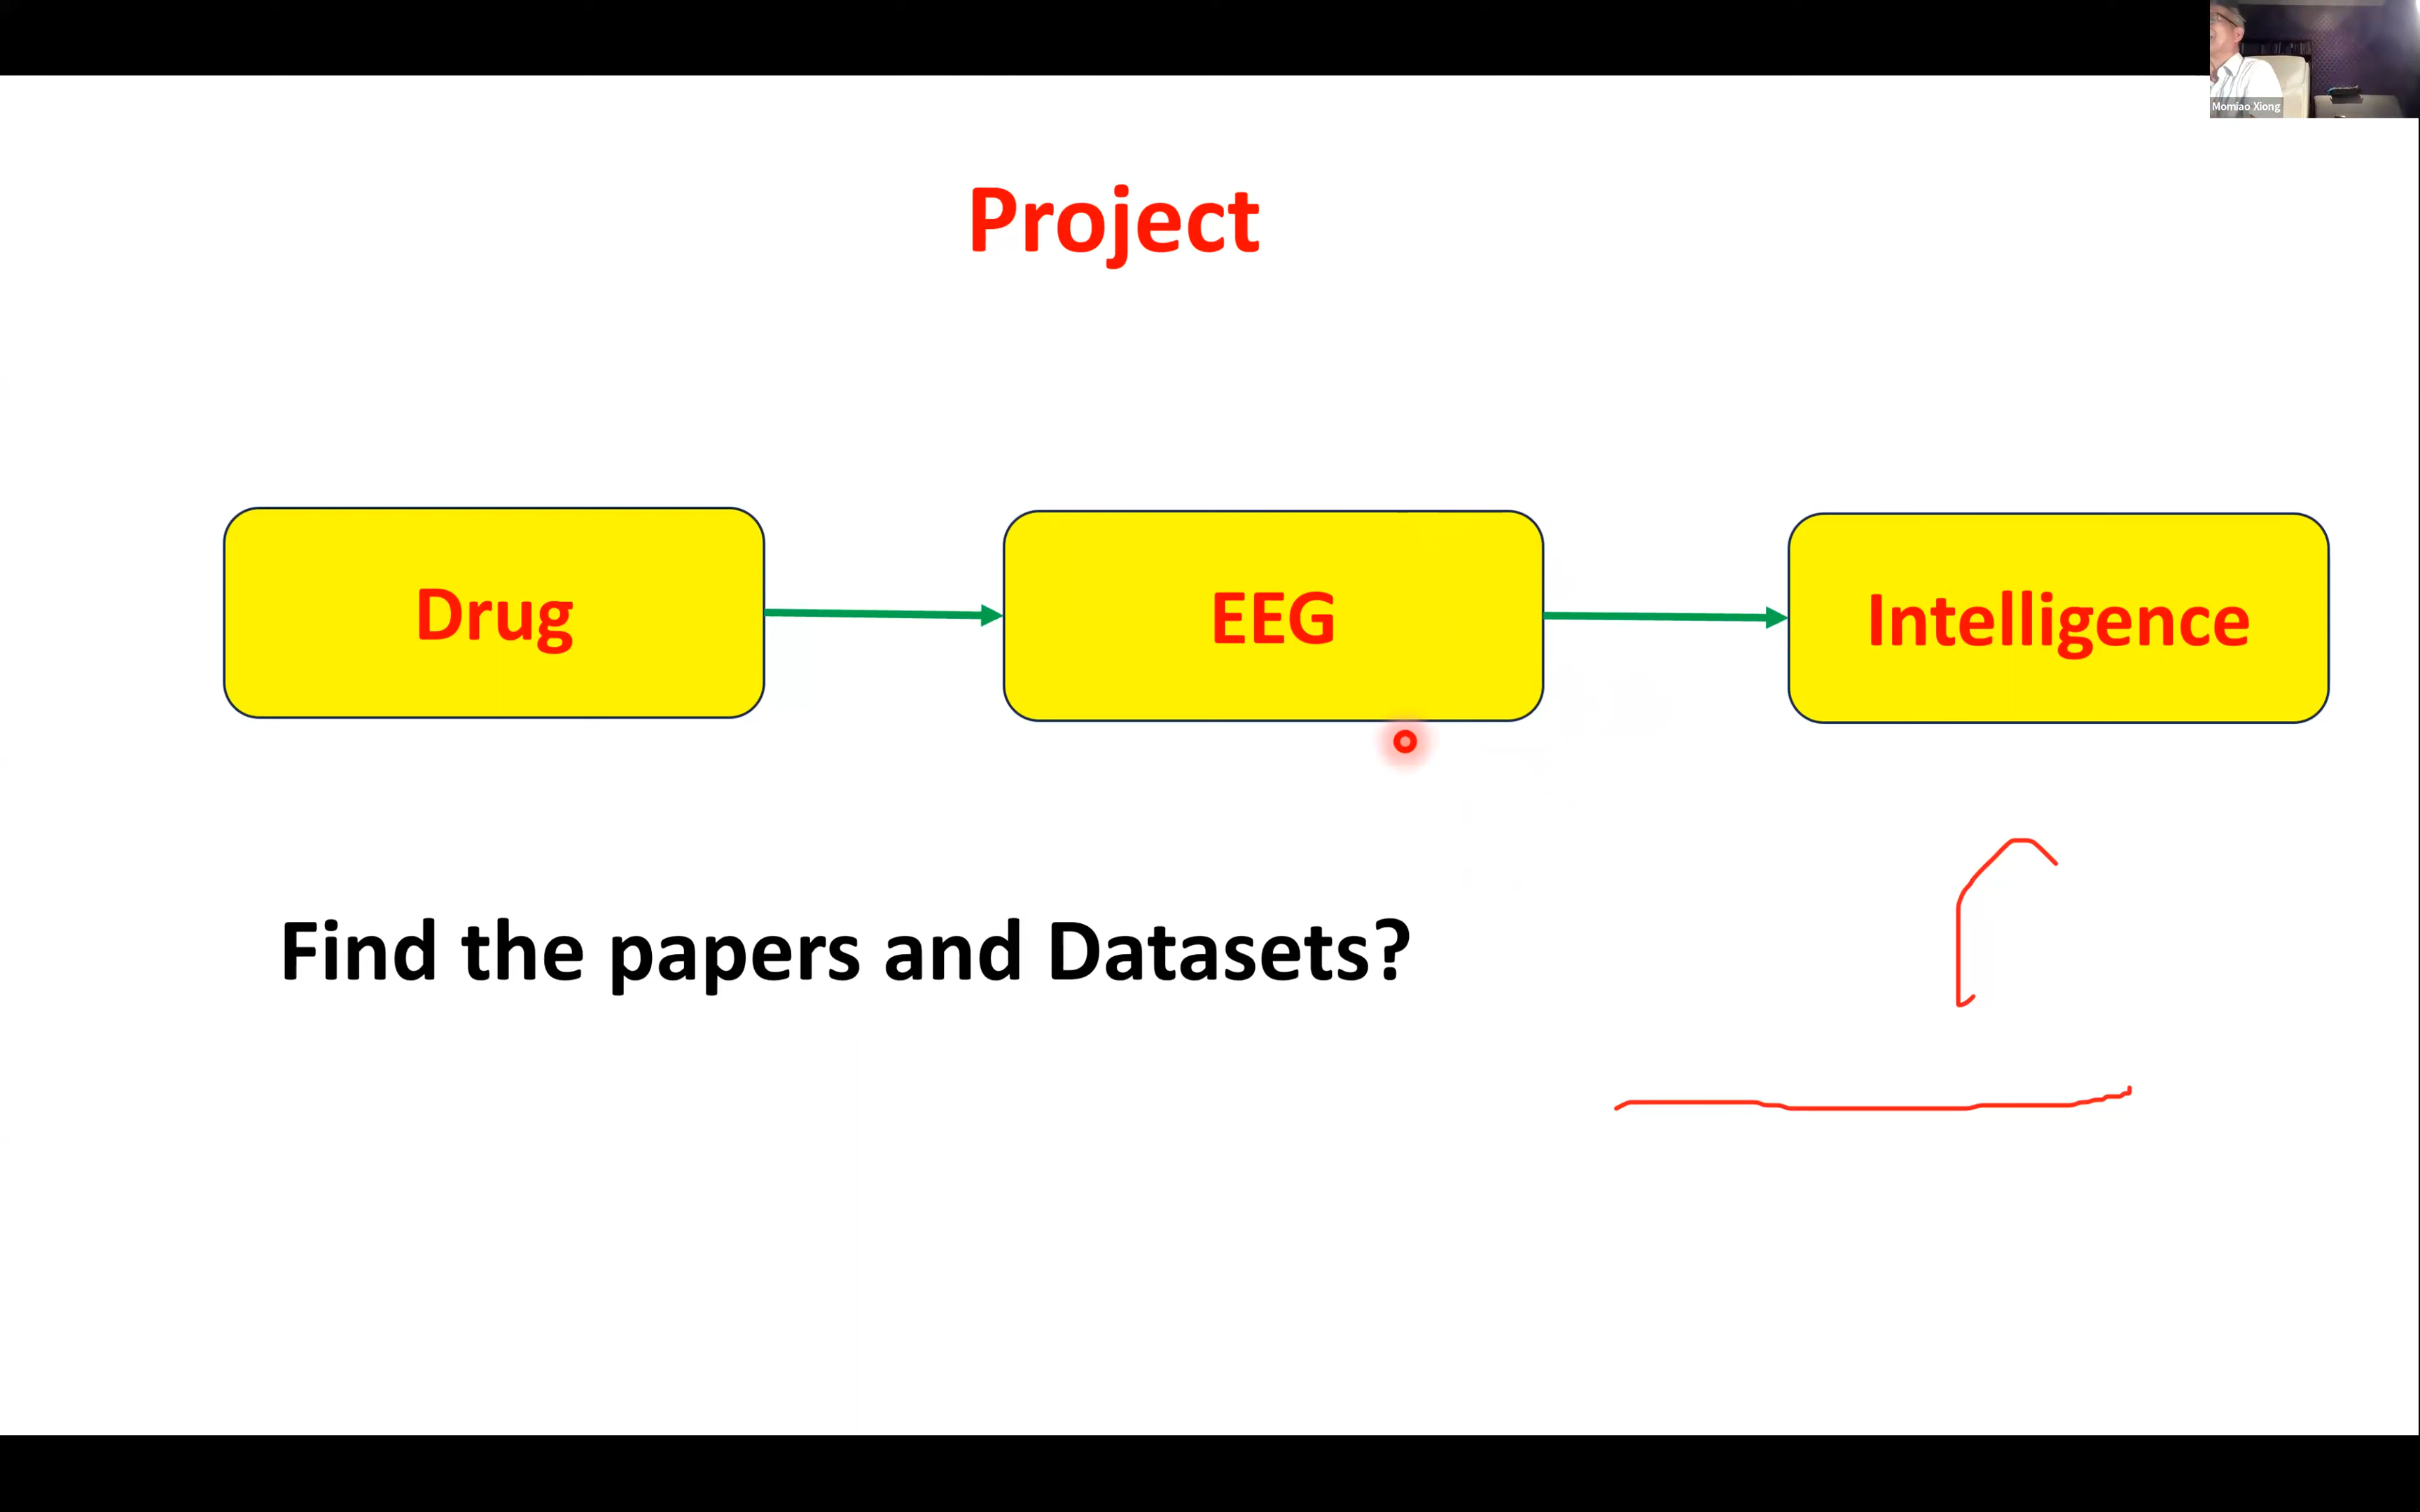 Momiao Xiong
Project
Drug
EEG
Intelligence
Find the papers and Datasets?